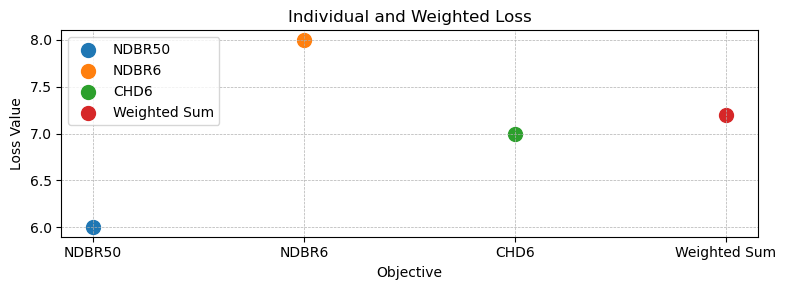 Individual and Weighted Loss
Loss Value
8.0
7.5
7.0
6.5
6.0
NDBR50
NDBR6
CHD6
Weighted Sum
NDBR50
NDBR6
CHD6
Weighted Sum
Objective